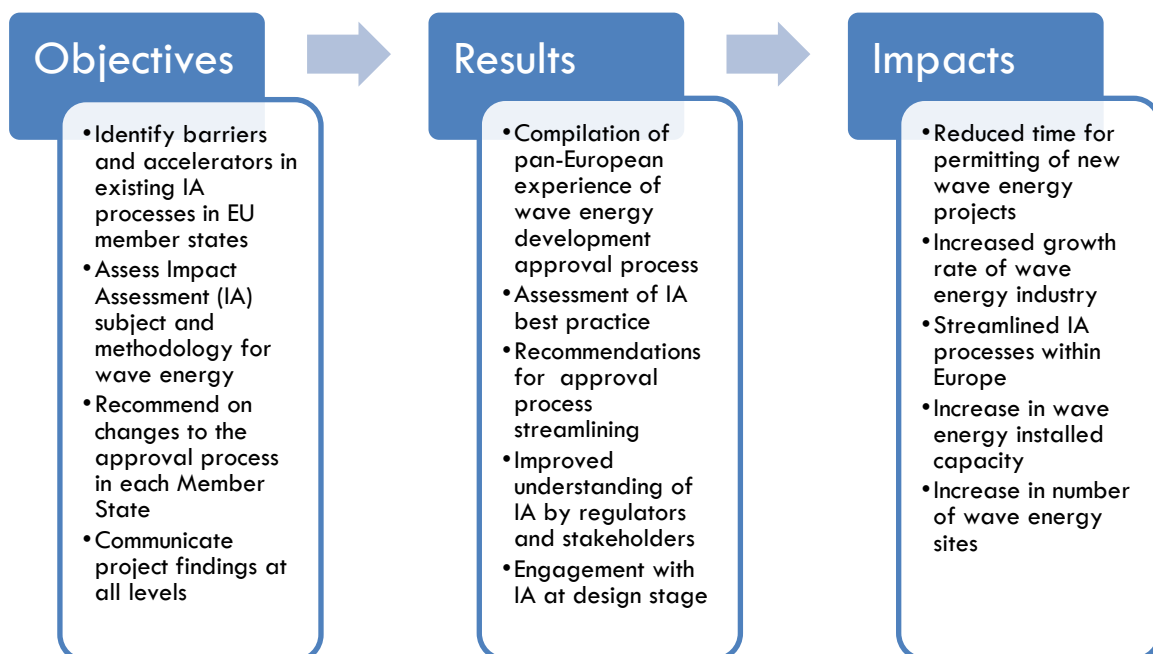 Objectives
•Identify barriers
and accelerators in
existing IA
processes in EU
member states
•Assess Impact
Assessment (IA)
subject and
methodology for
wave energy
•Recommend on
changes to the
approval process
in each Member
State
•Communicate
project findings at
all levels
Results
•Compilation of
pan-European
experience of
wave energy
development
approval process
•Assessment of IA
best practice
•Recommendations
for approval
process
streamlining
•Improved
understanding of
IA by regulators
and stakeholders
•Engagement with
IA at design stage
Impacts
•Reduced time for
permitting of new
wave energy
projects
•Increased growth
rate of wave
energy industry
•Streamlined IA
processes within
Europe
•Increase in wave
energy installed
capacity
•Increase in number
of wave energy
sites